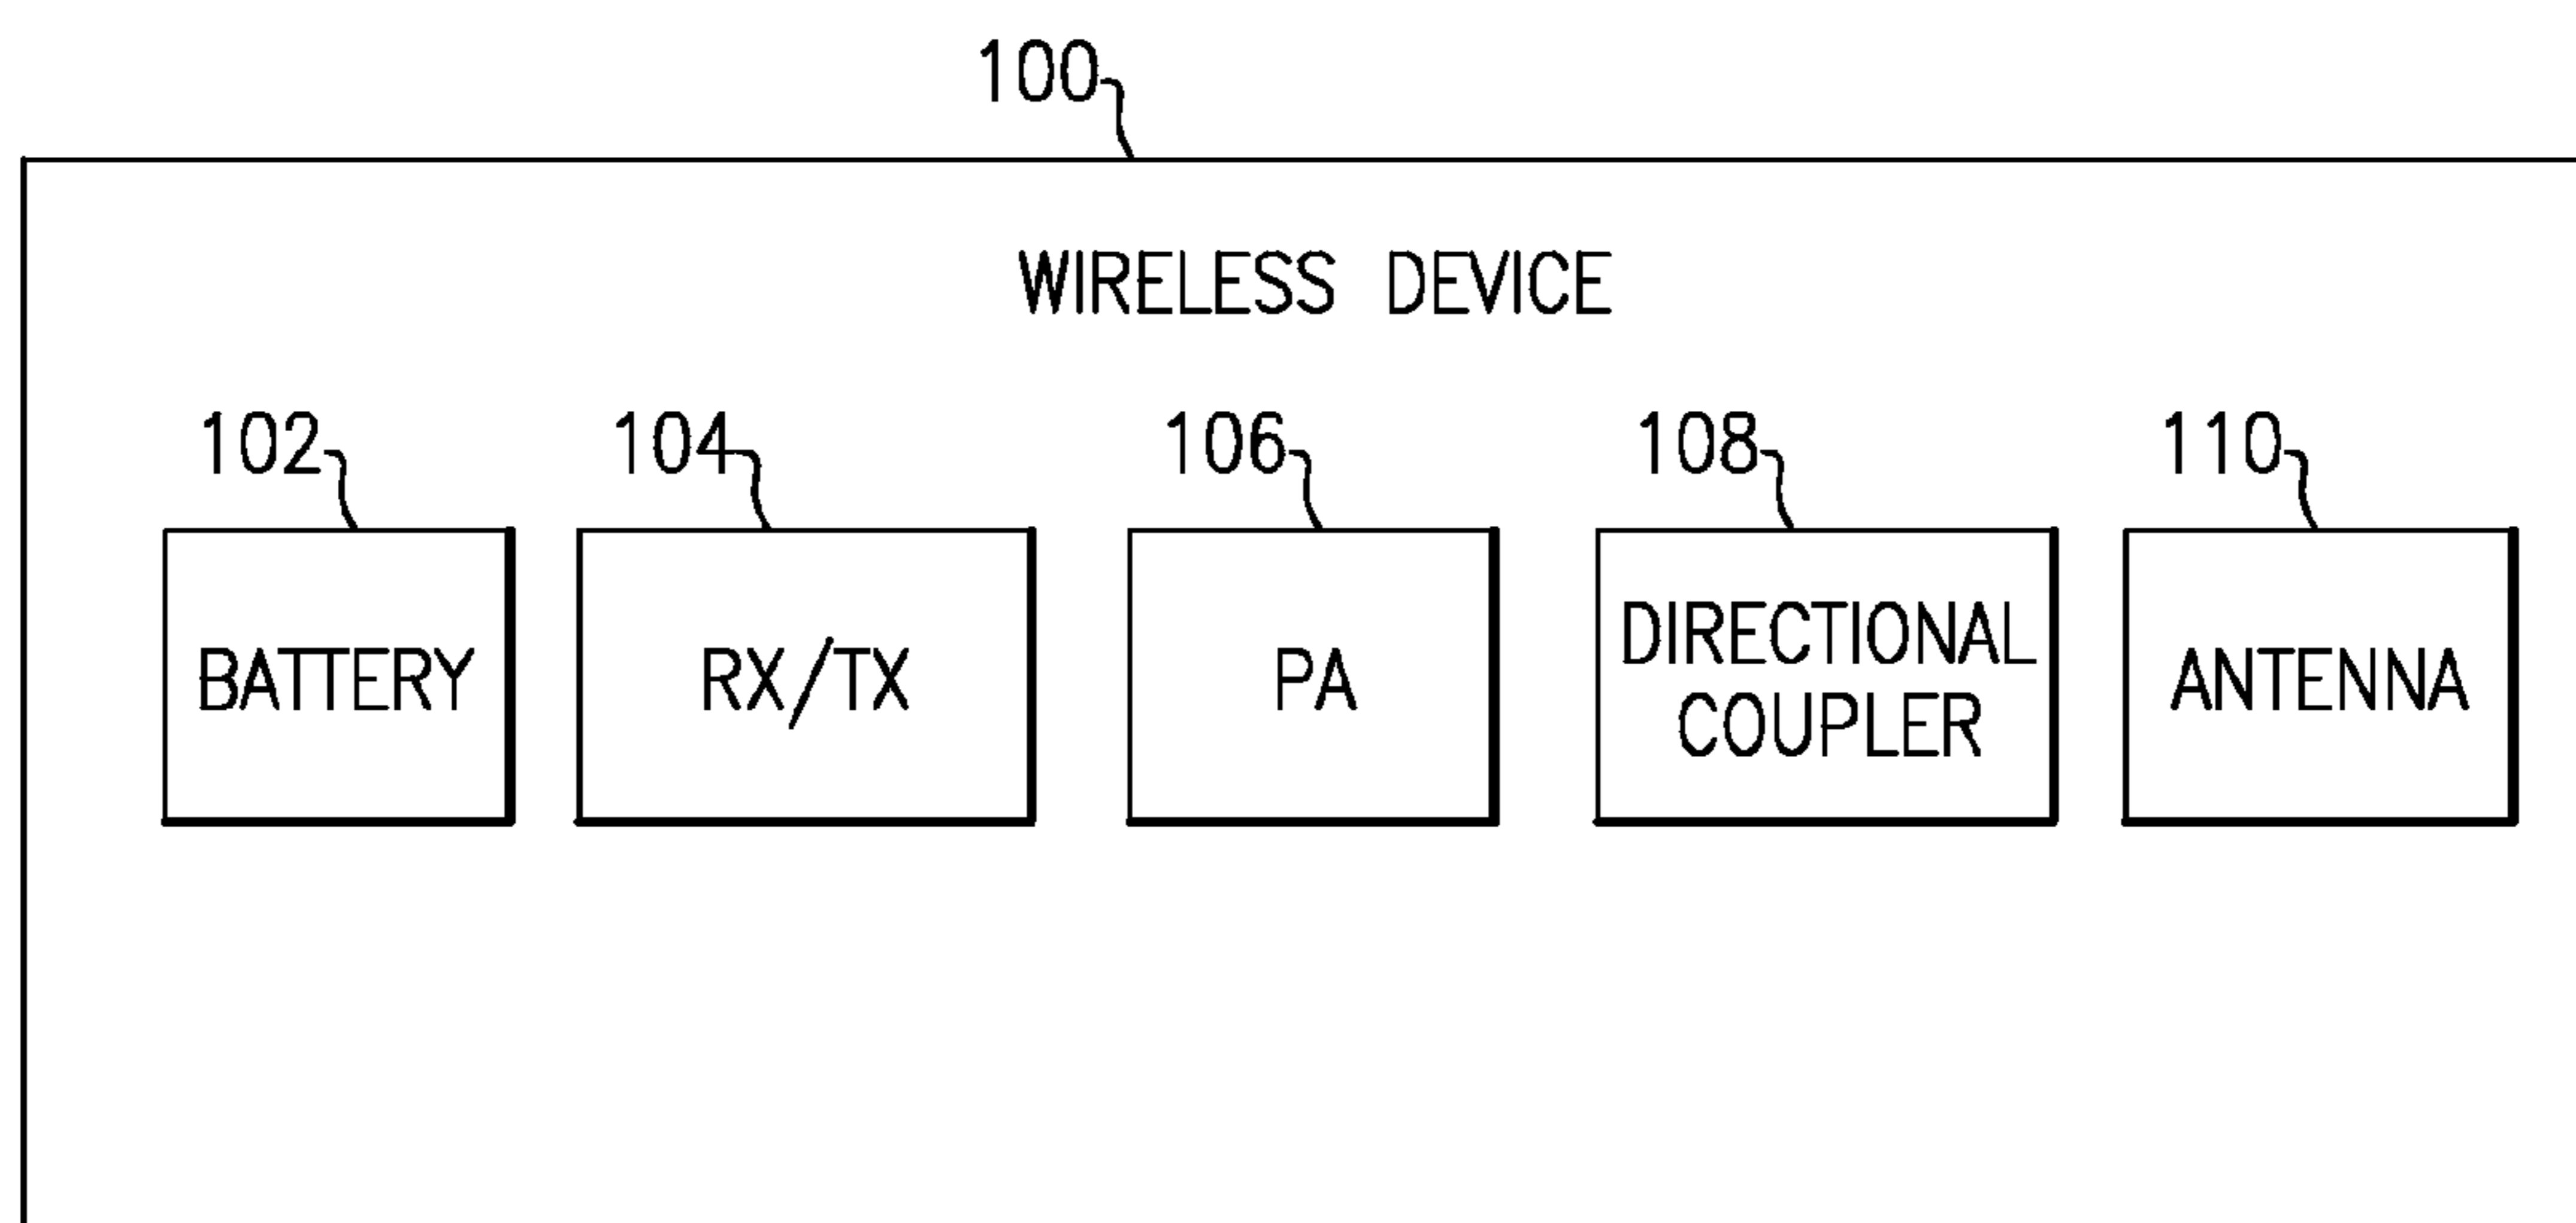 100
WIRELESS DEVICE
102 104 106 108 110
BATTERY RX/TX PA DIRECTIONAL COUPLER ANTENNA